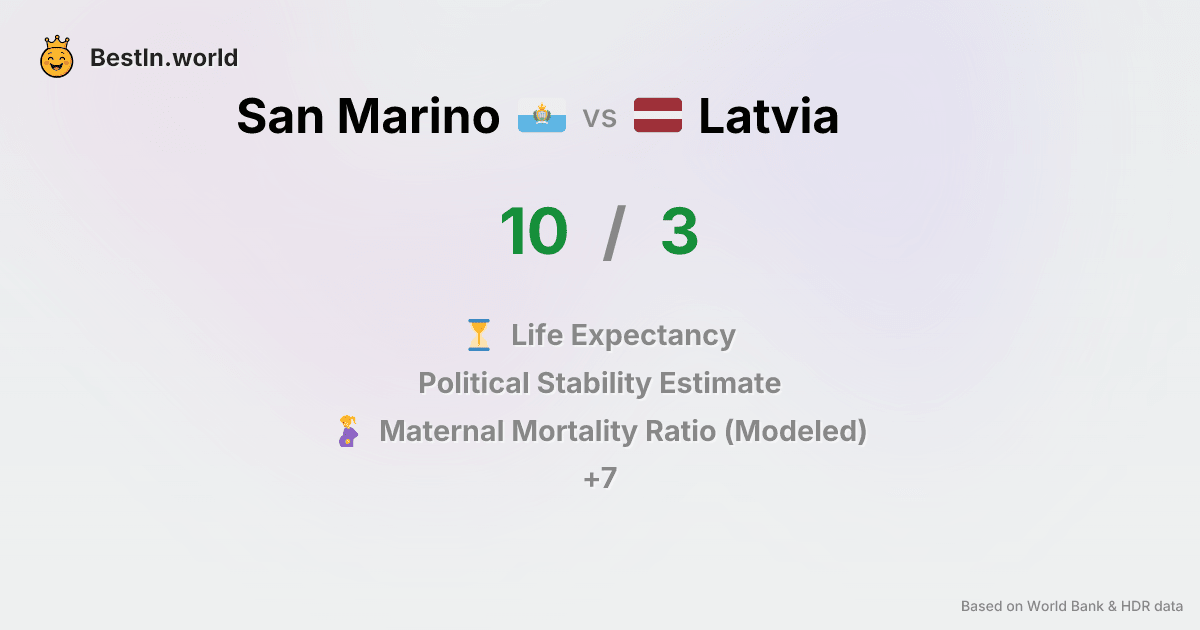 BestIn.world
San Marino vs Latvia
10 / 3
Life Expectancy
Political Stability Estimate
Maternal Mortality Ratio (Modeled)
+7
Based on World Bank & HDR data